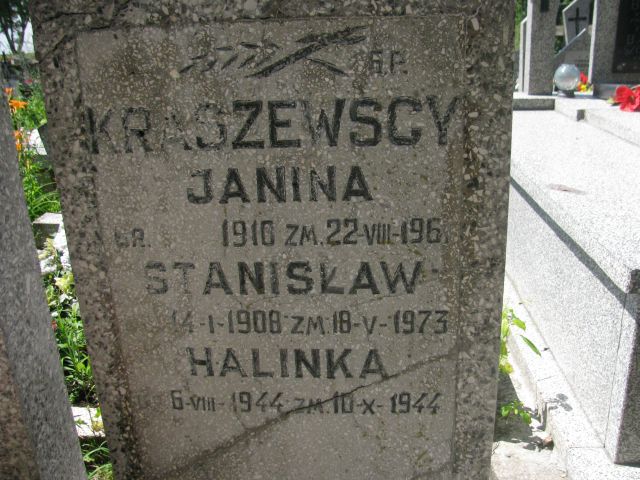 Ś.P.
KRASZEWSCY
JANINA
UR. 1910 ZM. 22-VIII-196
STANISŁAW
14-I-1908 ZM. 18-V-1973
HALINKA
6-VIII-1944 ZM. 10-X-1944